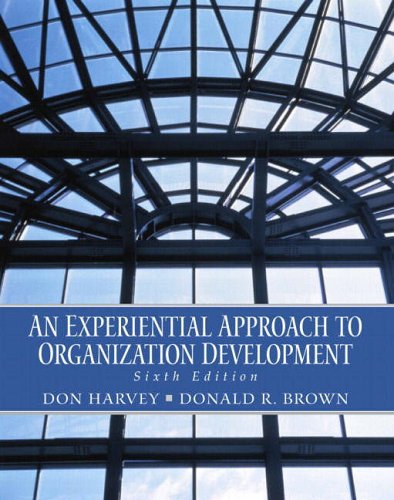 AN EXPERIENTIAL APPROACH TO
ORGANIZATION DEVELOPMENT
Sixth Edition
DON HARVEY ■ DONALD R. BROWN